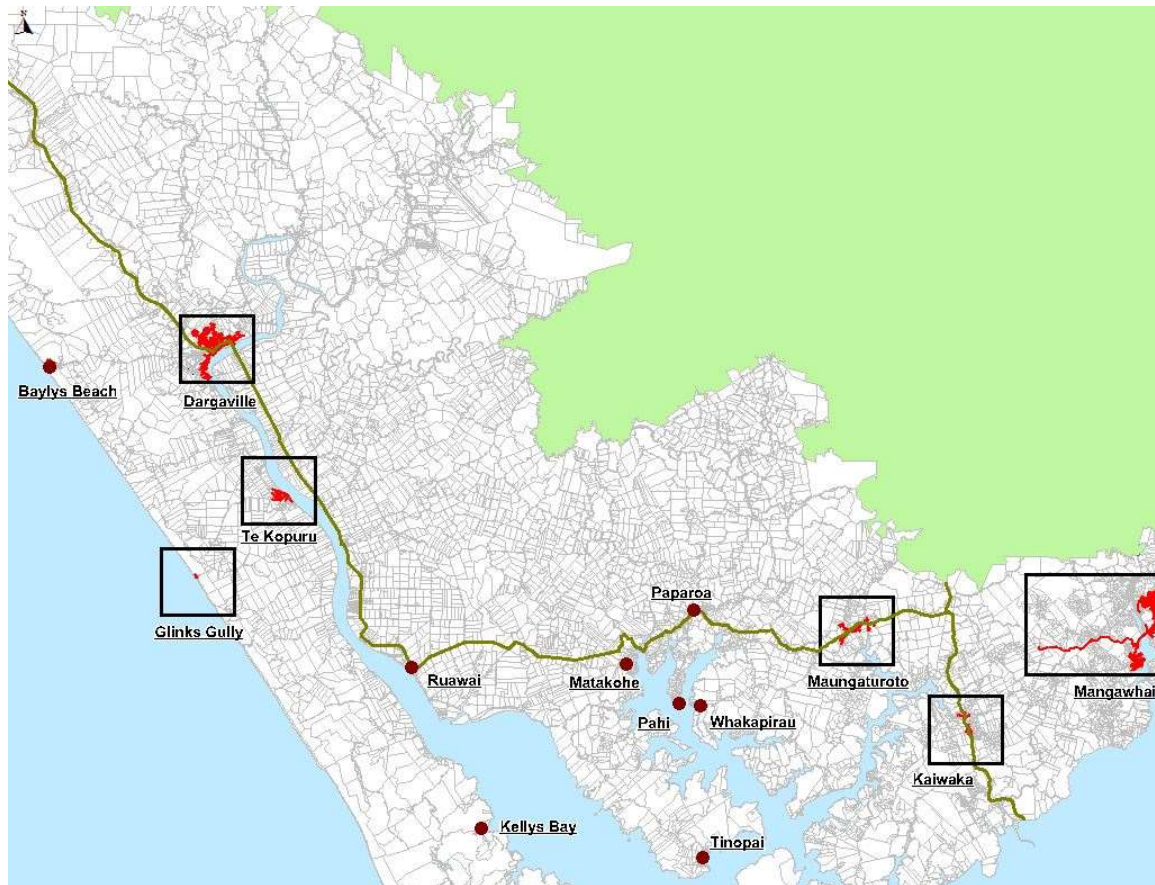 Baylys Beach
Dargaville
Te Kopuru
Glinks Gully
Paparoa
Ruawai
Matakohe
Maungaturoto
Mangawhai
Pahi
Whakapirau
Kaiwaka
Kellys Bay
Tinopai